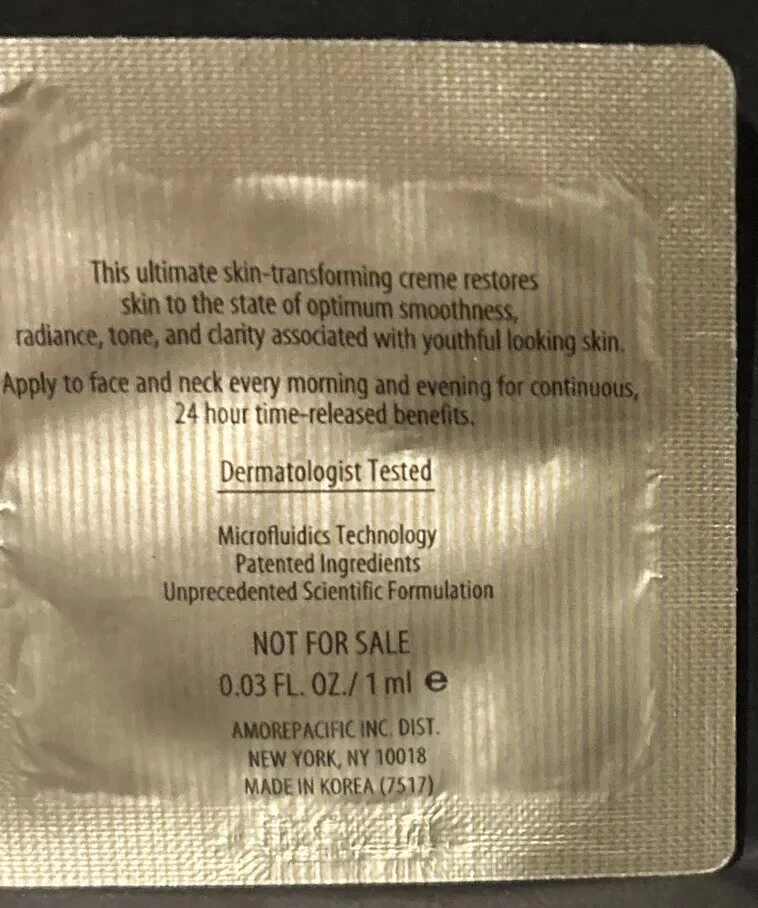 This ultimate skin-transforming creme restores
skin to the state of optimum smoothness,
radiance, tone, and clarity associated with youthful looking skin.
Apply to face and neck every morning and evening for continuous,
24 hour time-released benefits.
Dermatologist Tested
Microfluidics Technology
Patented Ingredients
Unprecedented Scientific Formulation
NOT FOR SALE
0.03 FL. OZ./ 1 ml ℮
AMOREPACIFIC INC. DIST.
NEW YORK, NY 10018
MADE IN KOREA (7517)